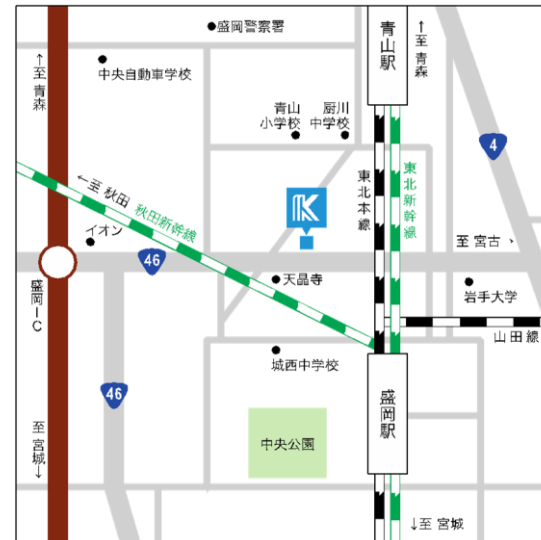 盛岡警察署
↑至 青森
青山駅
↑至 青森
中央自動車学校
青山
小学校
厨川
中学校
4
東北本線
東北新幹線
←至 秋田
秋田新幹線
イオン
46
至 宮古→
天晶寺
岩手大学
盛岡IC
山田線
城西中学校
46
盛岡駅
中央公園
至 宮城↓
↓至 宮城